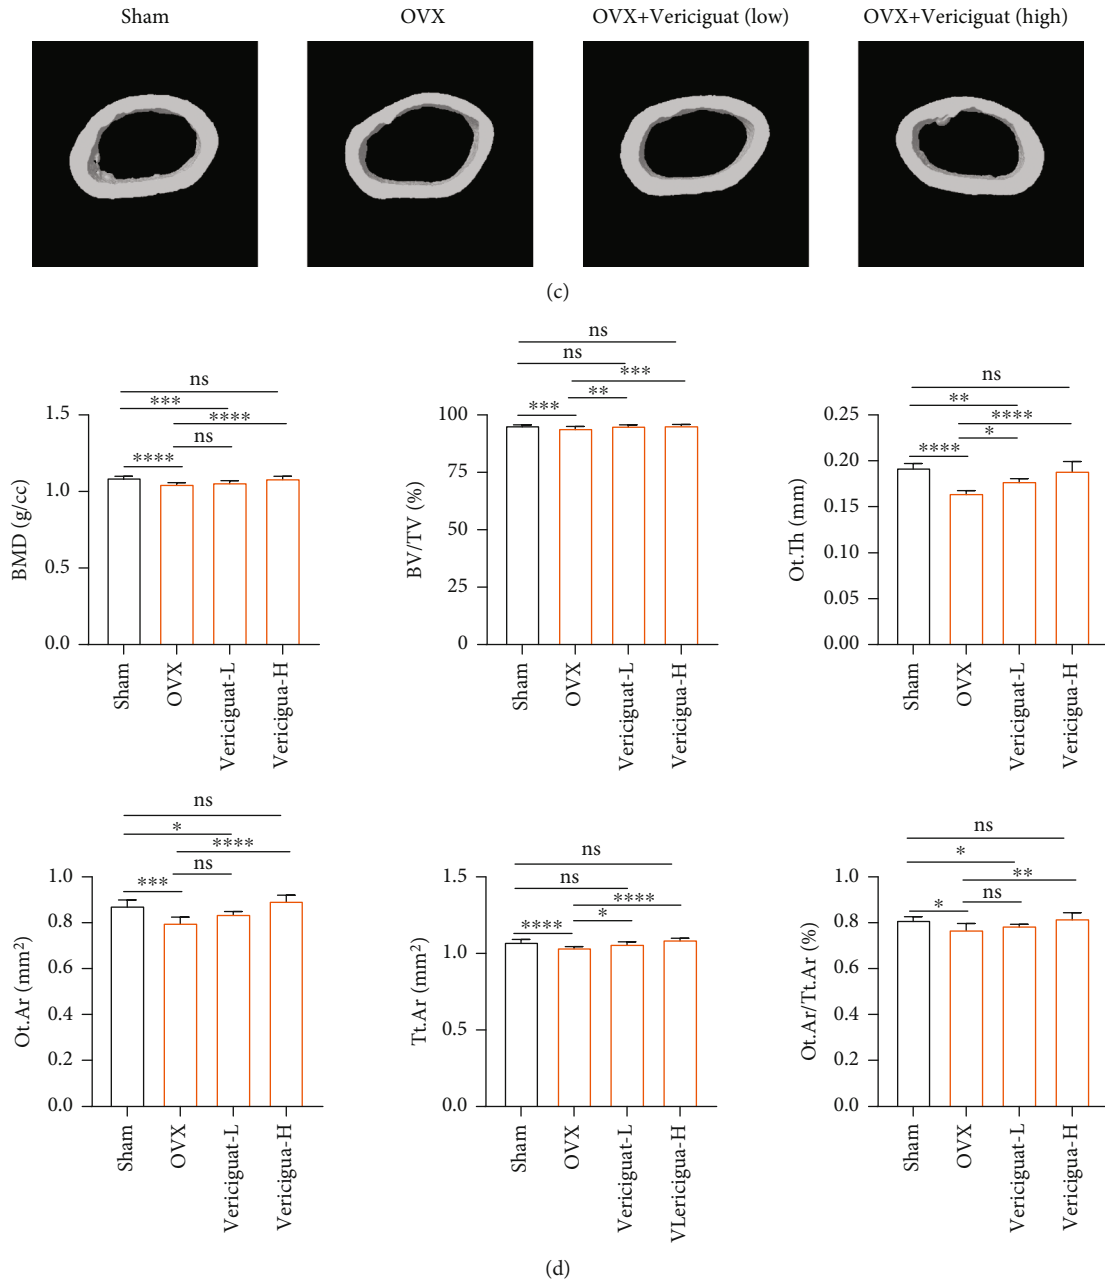 Sham
OVX
OVX+Vericiguat (low)
OVX+Vericiguat (high)
(c)
ns
***
****
ns
****
1.5
1.0
0.5
0.0
BMD (g/cc)
Sham
OVX
Vericiguat-L
Vericigua-H
ns
ns
***
**
***
100
75
50
25
0
BV/TV (%)
Sham
OVX
Vericiguat-L
Vericigua-H
ns
**
****
*
****
0.20
0.15
0.10
0.05
0.00
Ot.Th (mm)
Sham
OVX
Vericiguat-L
Vericigua-H
ns
*
****
ns
***
1.0
0.8
0.6
0.4
0.2
0.0
Ot.Ar (mm²)
Sham
OVX
Vericiguat-L
Vericigua-H
ns
ns
****
*
****
1.5
1.0
0.5
0.0
Tt.Ar (mm²)
Sham
OVX
Vericiguat-L
VLericigua-H
ns
*
**
ns
*
1.0
0.8
0.6
0.4
0.2
0.0
Ot.Ar/Tt.Ar (%)
Sham
OVX
Vericiguat-L
Vericigua-H
(d)